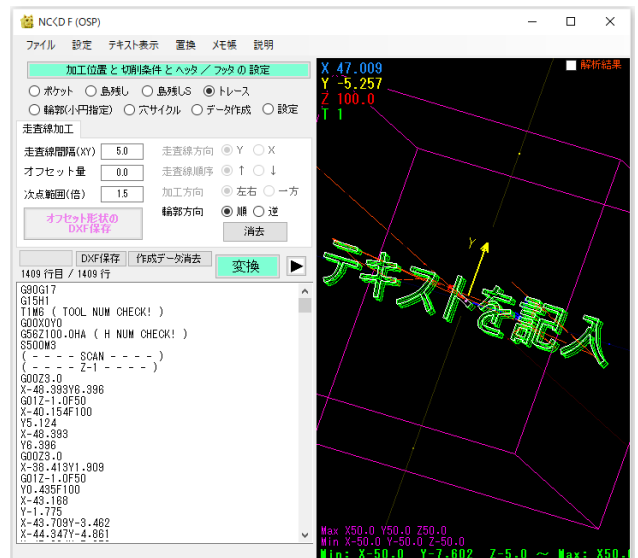 NC<DF (OSP)
ファイル 設定 テキスト表示 置換 メモ帳 説明
加工位置 と 切削条件 と ヘッダ ／ フッタ の 設定
ポケット 島残し 島残しS トレース
輪郭(小円指定) 穴サイクル データ作成 設定
走査線加工
走査線間隔(XY) 5.0 走査線方向 Y X
オフセット量 0.0 走査線順序 ↑ ↓
次点範囲(倍) 1.5 加工方向 左右 一方
オフセット形状の
DXF保存
輪郭方向 順 逆
消去
DXF保存 作成データ消去 変換
1409 行目 / 1409 行
G90G17
G15H1
T1M6 ( TOOL NUM CHECK! )
G00X0Y0
G56Z100.0HA ( H NUM CHECK! )
S500M3
( - - - - SCAN - - - - )
( - - - - Z-1 - - - - )
G00Z3.0
X-48.393Y6.396
G01Z-1.0F50
X-40.154F100
Y5.124
X-48.393
Y6.396
G00Z3.0
X-38.413Y1.909
G01Z-1.0F50
Y0.435F100
X-43.168
Y-1.775
X-43.709Y-3.462
X-44.347Y-4.861
X 47.009
Y -5.257
Z 100.0
T 1
解析結果
Y
テキストを記入
Max X50.0 Y50.0 Z50.0
Min X-50.0 Y-50.0 Z-50.0
Min: X-50.0 Y-7.602 Z-5.0 ～ Max: X50.0